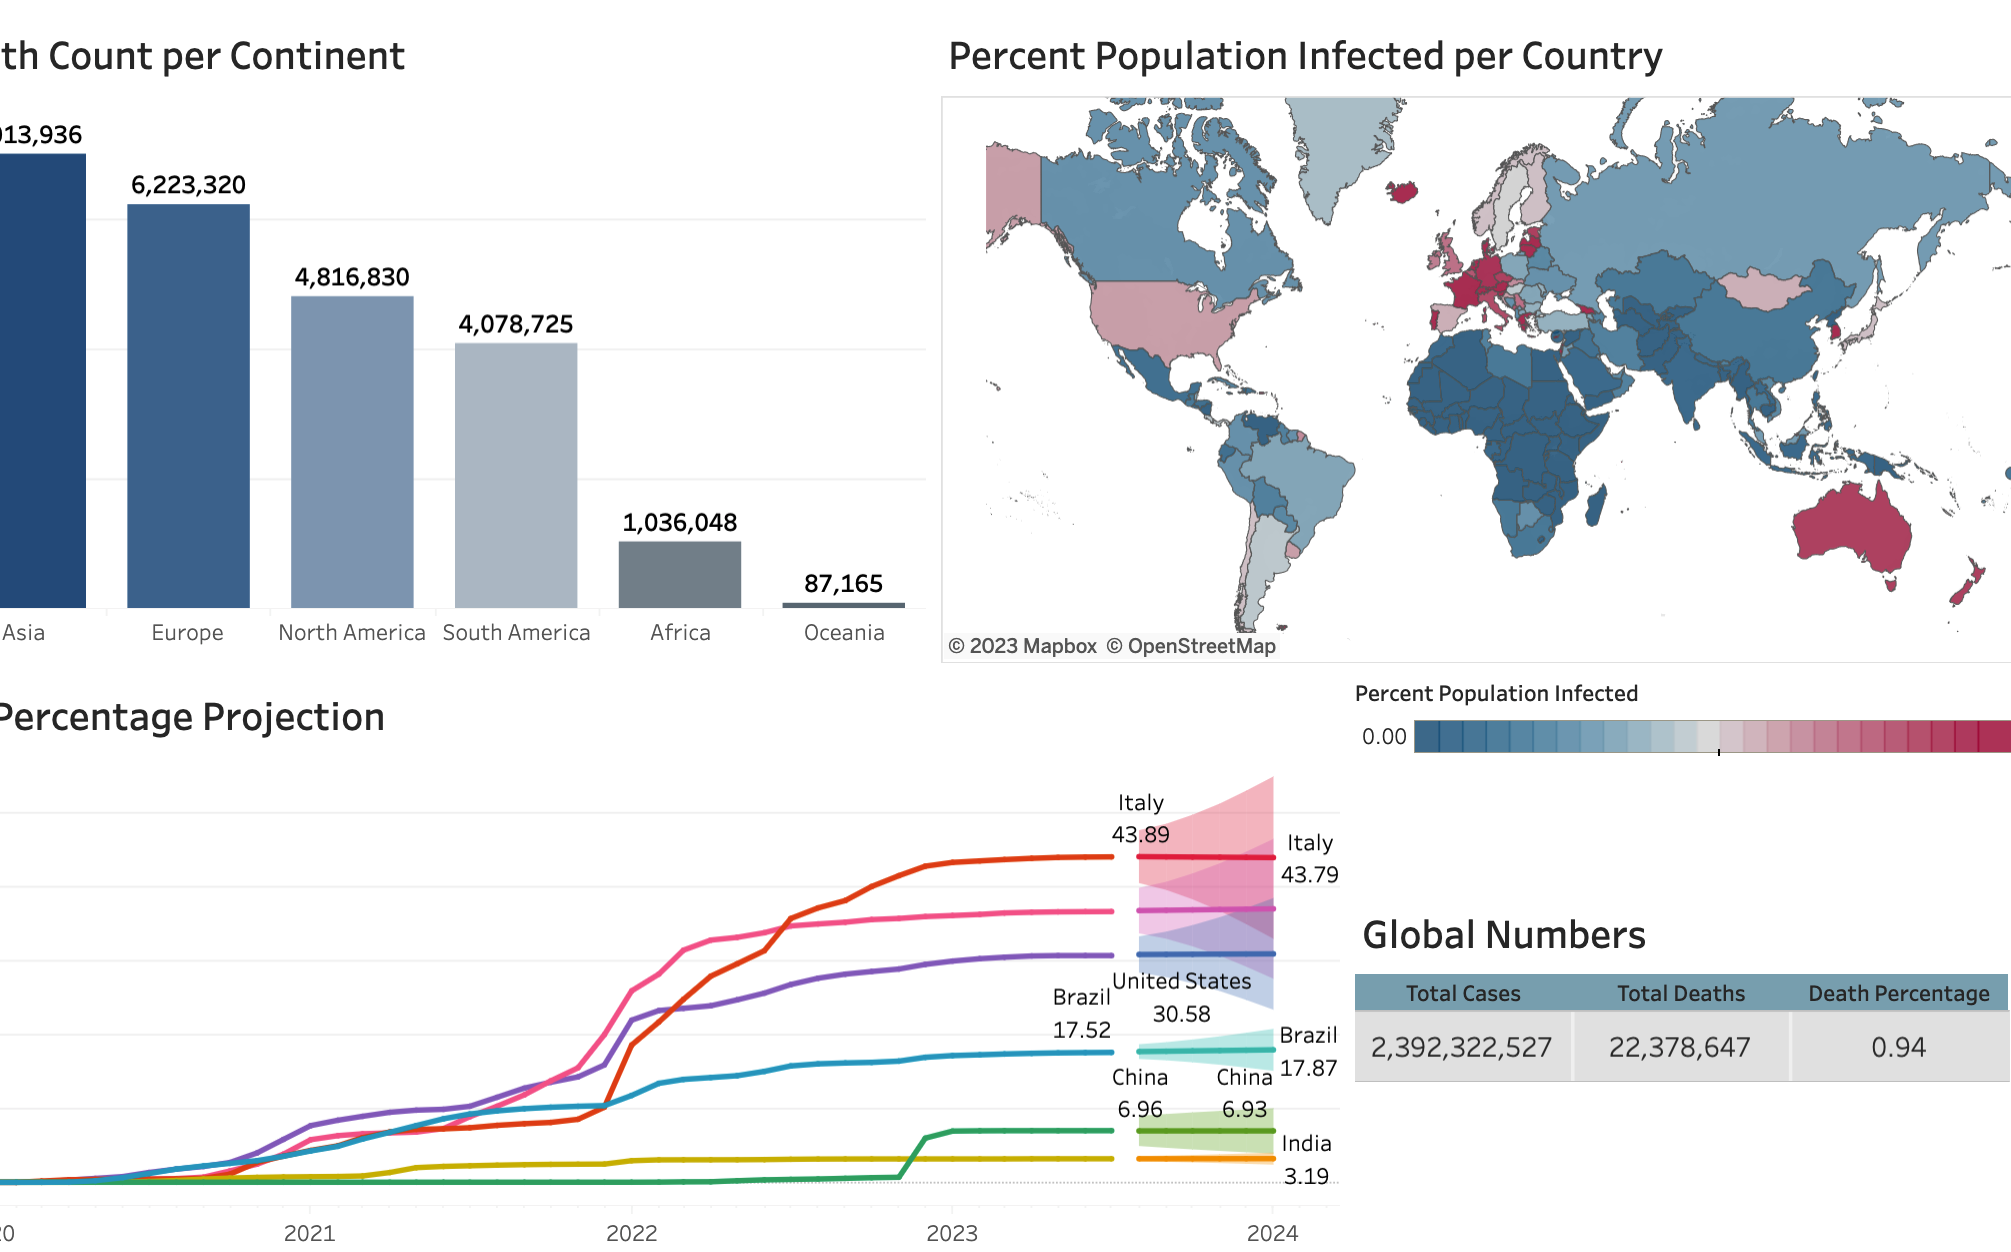 th Count per Continent
013,936
6,223,320
4,816,830
4,078,725
1,036,048
87,165
Asia
Europe
North America
South America
Africa
Oceania
Percent Population Infected per Country
© 2023 Mapbox © OpenStreetMap
Percent Population Infected
0.00
Percentage Projection
Italy
43.89
Italy
43.79
United States
30.58
Brazil
17.52
Brazil
17.87
China
6.96
China
6.93
India
3.19
20
2021
2022
2023
2024
Global Numbers
Total Cases
Total Deaths
Death Percentage
2,392,322,527
22,378,647
0.94